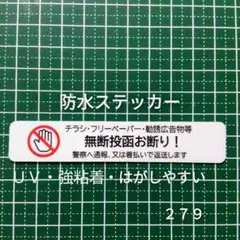 防水ステッカー
チラシ・フリーペーパー・勧誘広告物等
無断投函お断り！
警察へ通報、又は着払いで返送します
ＵＶ・強粘着・はがしやすい
２７９